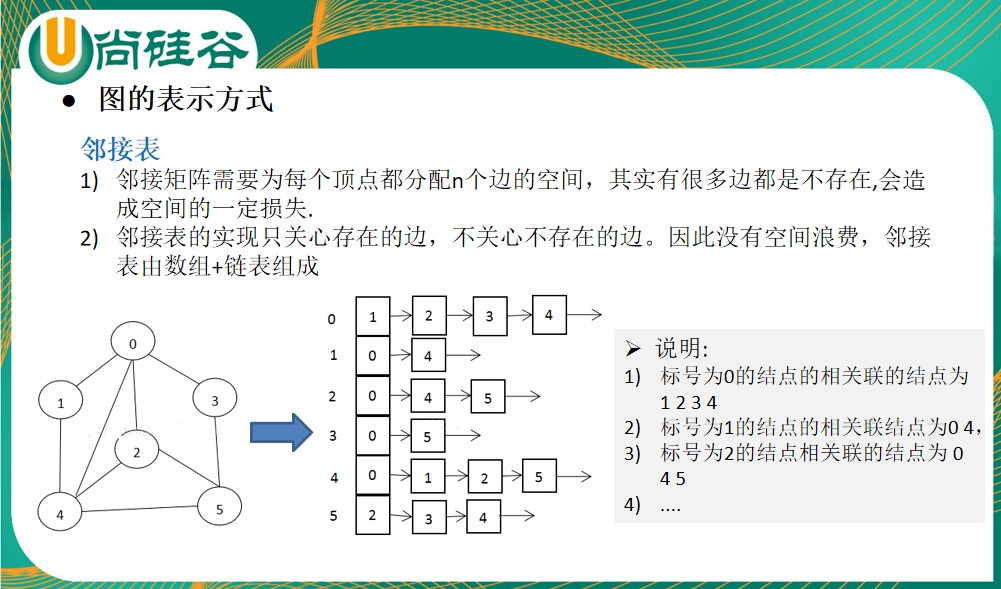 尚硅谷
● 图的表示方式
邻接表
1) 邻接矩阵需要为每个顶点都分配n个边的空间，其实有很多边都是不存在,会造
成空间的一定损失.
2) 邻接表的实现只关心存在的边，不关心不存在的边。因此没有空间浪费，邻接
表由数组+链表组成
0
1
3
2
4
5
0 1 2 3 4
1 0 4
2 0 4 5
3 0 5
4 0 1 2 5
5 2 3 4
➢ 说明:
1) 标号为0的结点的相关联的结点为
1 2 3 4
2) 标号为1的结点的相关联结点为0 4，
3) 标号为2的结点相关联的结点为 0
4 5
4) ....